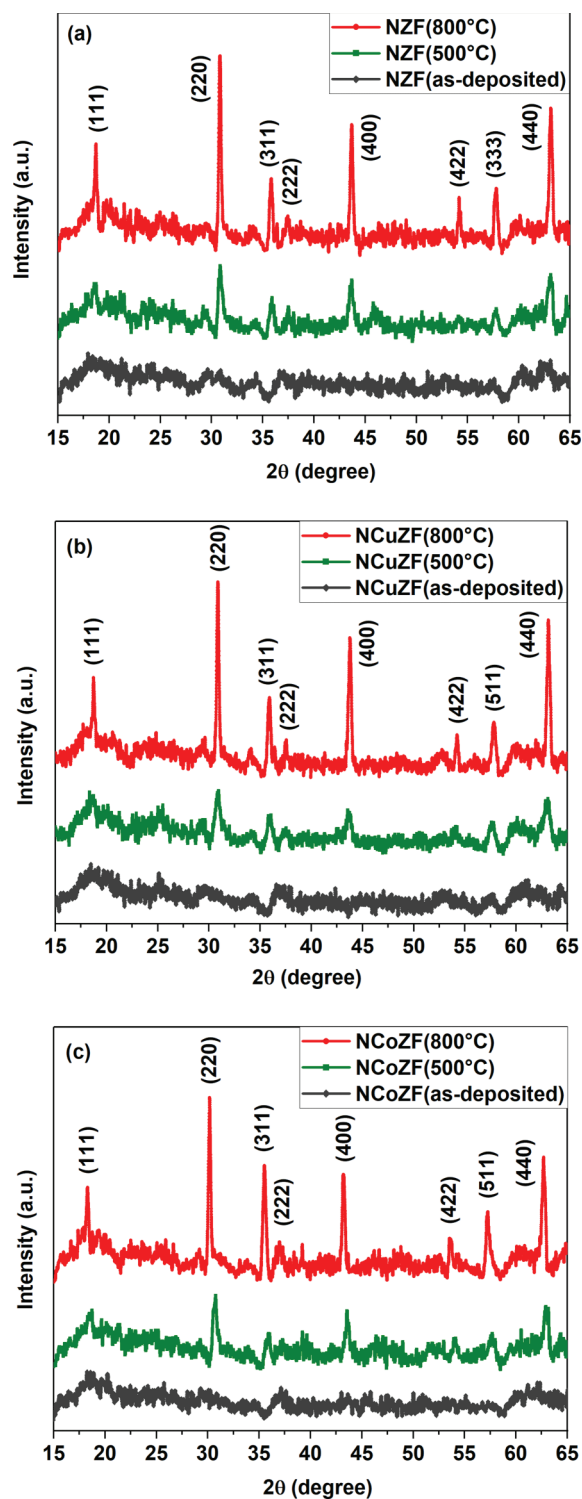 (a)
NZF(800°C)
NZF(500°C)
NZF(as-deposited)
(111)
(220)
(311)
(222)
(400)
(422)
(333)
(440)
Intensity (a.u.)
15 20 25 30 35 40 45 50 55 60 65
2θ (degree)
(b)
NCuZF(800°C)
NCuZF(500°C)
NCuZF(as-deposited)
(111)
(220)
(311)
(222)
(400)
(422)
(511)
(440)
Intensity (a.u.)
15 20 25 30 35 40 45 50 55 60 65
2θ (degree)
(c)
NCoZF(800°C)
NCoZF(500°C)
NCoZF(as-deposited)
(111)
(220)
(311)
(222)
(400)
(422)
(511)
(440)
Intensity (a.u.)
15 20 25 30 35 40 45 50 55 60 65
2θ (degree)